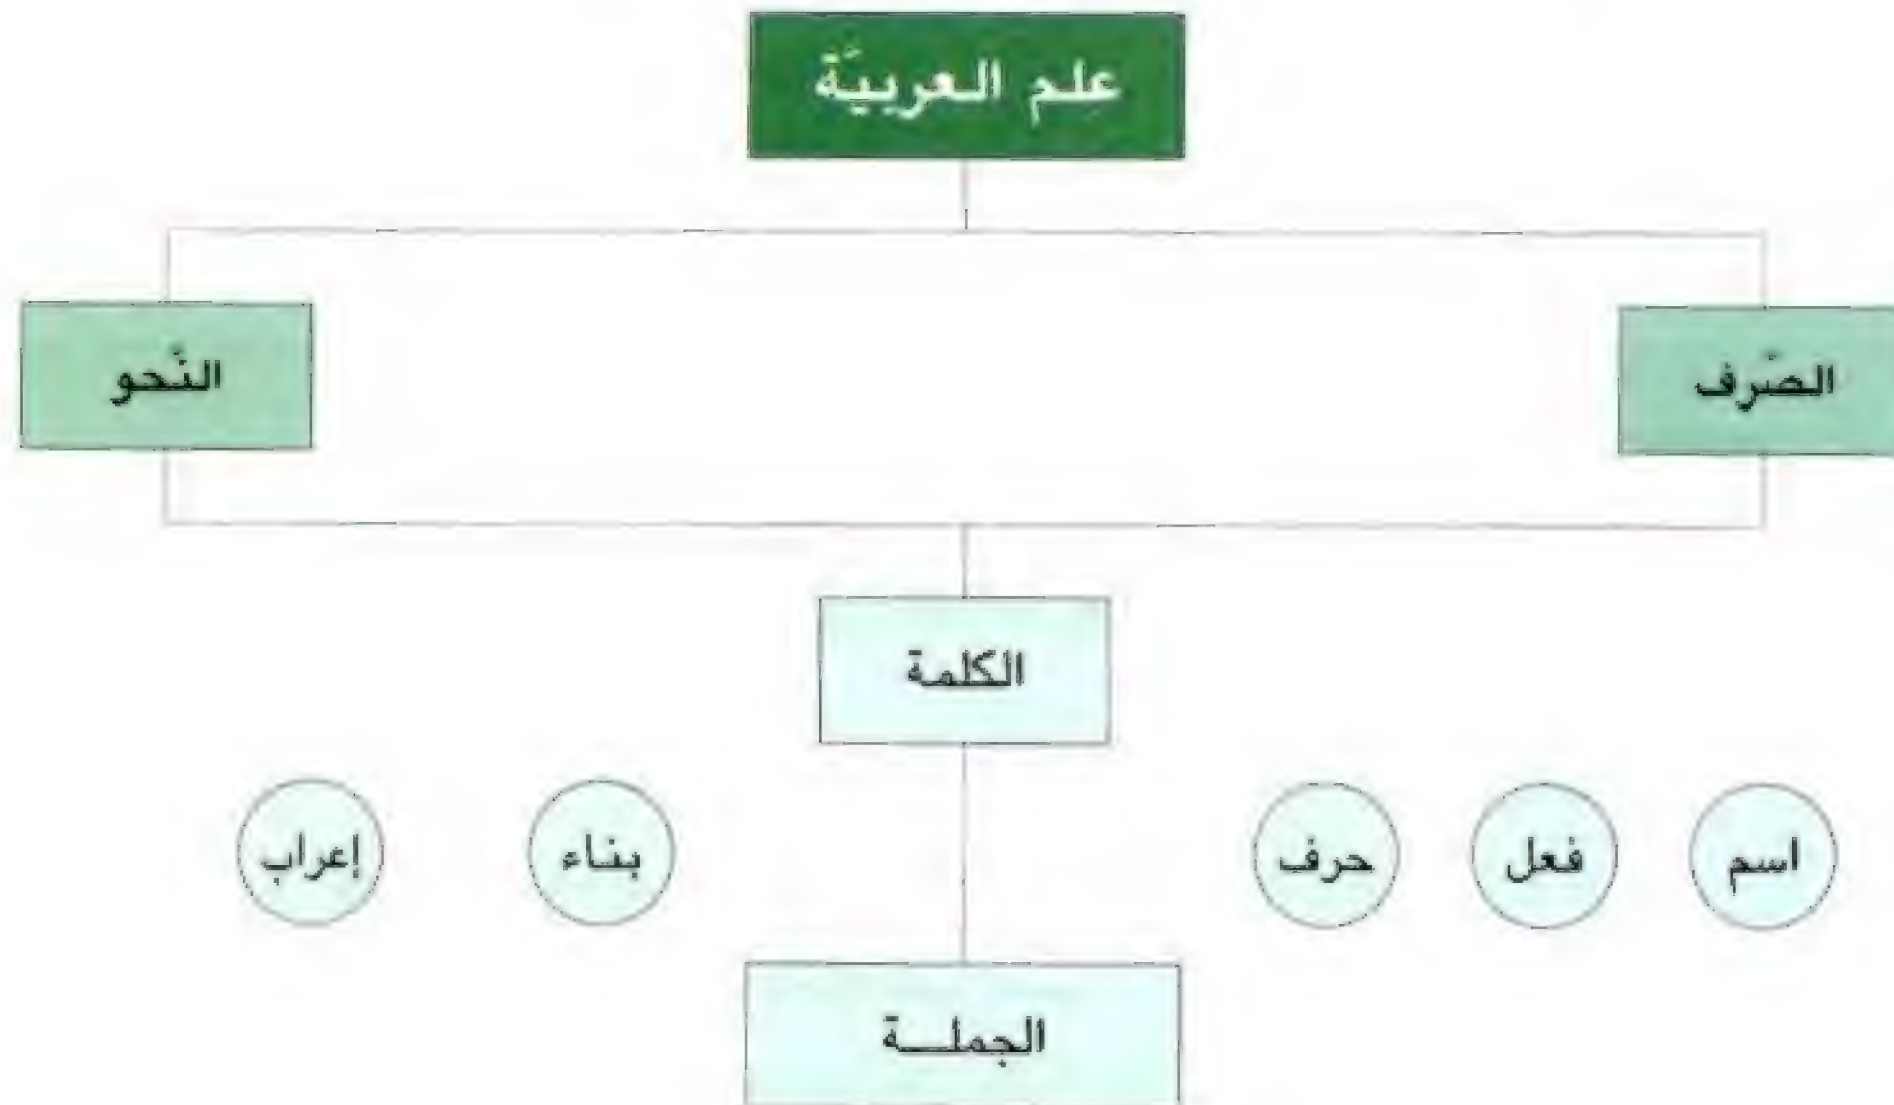 علم العربيّة
الصّرف
النّحو
الكلمة
اسم
فعل
حرف
بناء
إعراب
الجملـــة